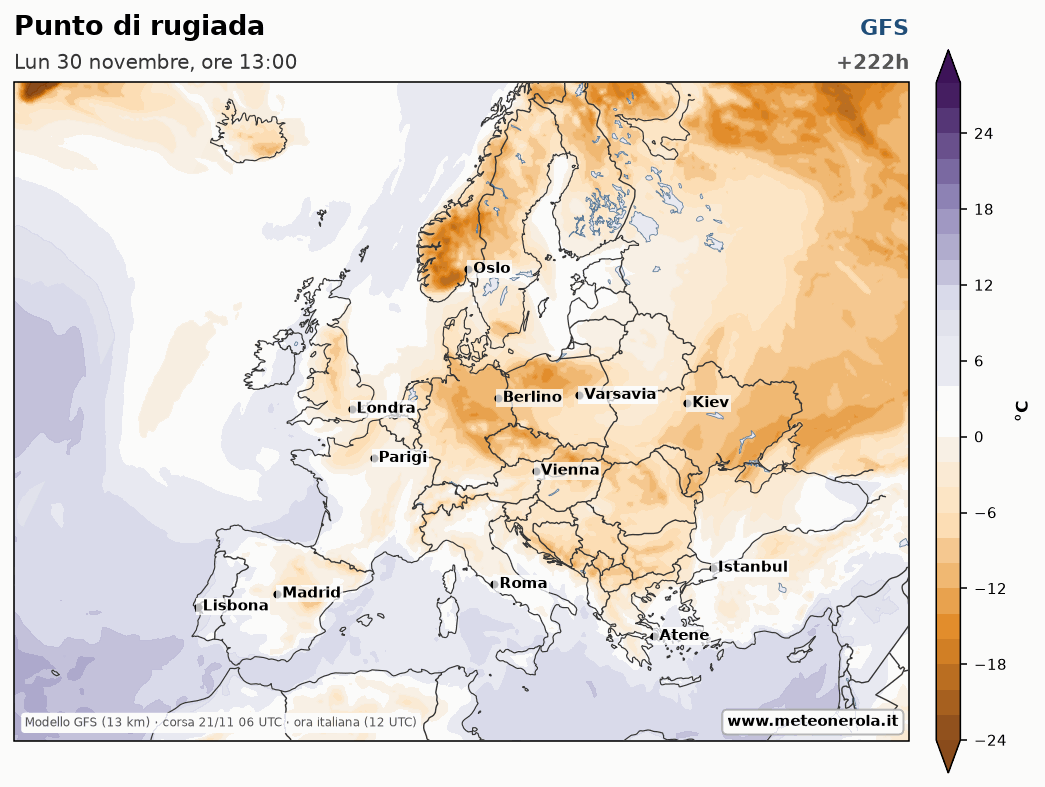 Punto di rugiada
GFS
Lun 30 novembre, ore 13:00
+222h
Oslo
Berlino
Varsavia
Kiev
Londra
Parigi
Vienna
Istanbul
Roma
Madrid
Lisbona
Atene
Modello GFS (13 km) · corsa 21/11 06 UTC · ora italiana (12 UTC)
www.meteonerola.it
24
18
12
6
0
−6
−12
−18
−24
°C